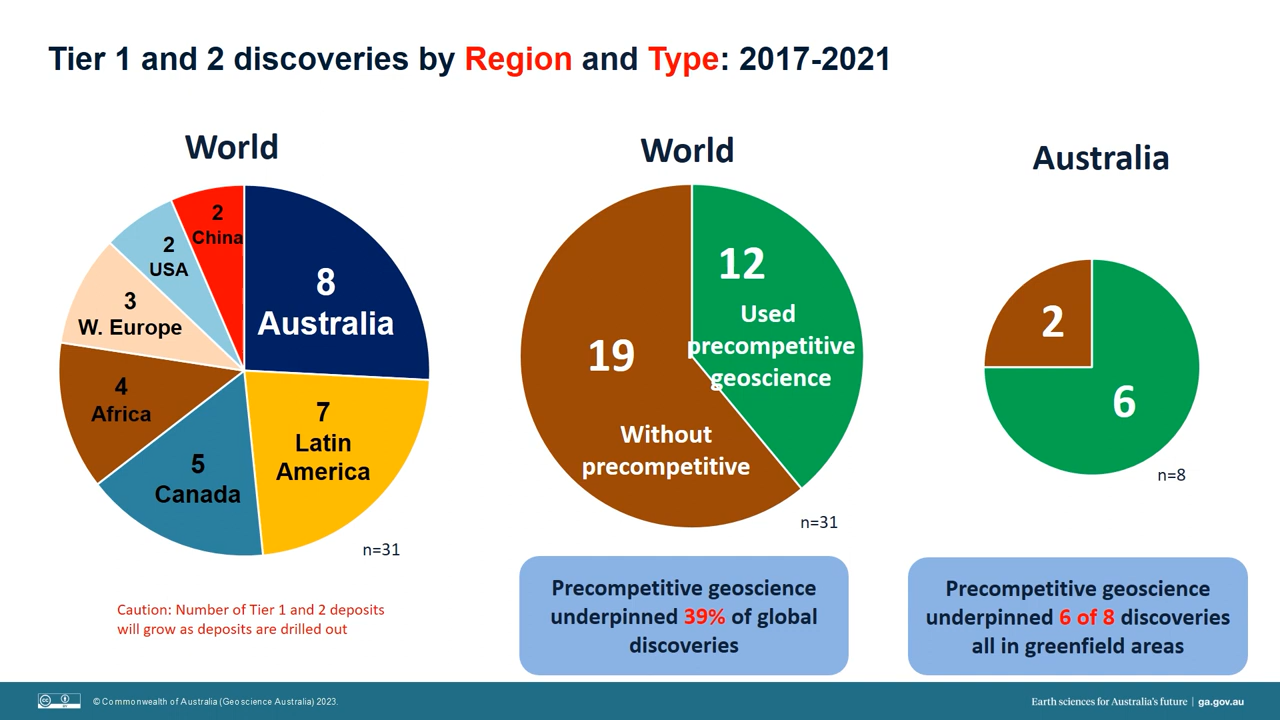 Tier 1 and 2 discoveries by Region and Type: 2017-2021
World
2
China
2
USA
3
W. Europe
4
Africa
5
Canada
7
Latin
America
8
Australia
n=31
Caution: Number of Tier 1 and 2 deposits
will grow as deposits are drilled out
World
12
Used
precompetitive
geoscience
19
Without
precompetitive
n=31
Precompetitive geoscience
underpinned 39% of global
discoveries
Australia
2
6
n=8
Precompetitive geoscience
underpinned 6 of 8 discoveries
all in greenfield areas
© Commonwealth of Australia (Geoscience Australia) 2023.
Earth sciences for Australia's future | ga.gov.au